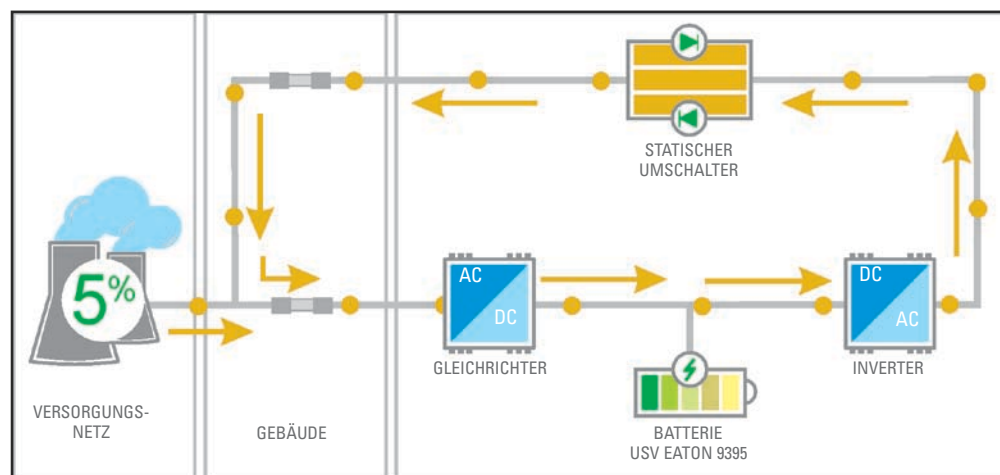 STATISCHER
UMSCHALTER
5%
AC
DC
GLEICHRICHTER
DC
AC
INVERTER
VERSORGUNGS-
NETZ
GEBÄUDE
BATTERIE
USV EATON 9395